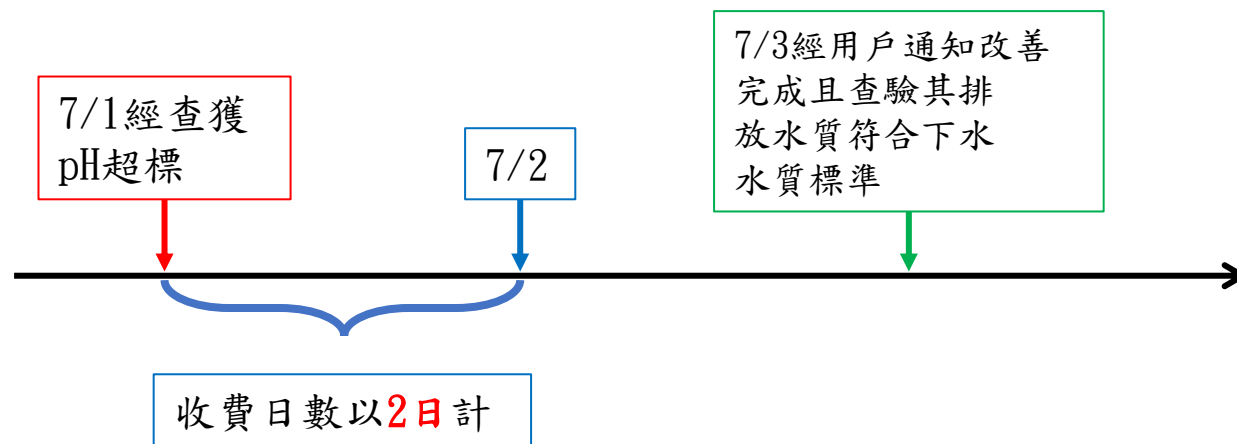 7/1經查獲
pH超標
7/2
7/3經用戶通知改善
完成且查驗其排
放水質符合下水
水質標準
收費日數以2日計